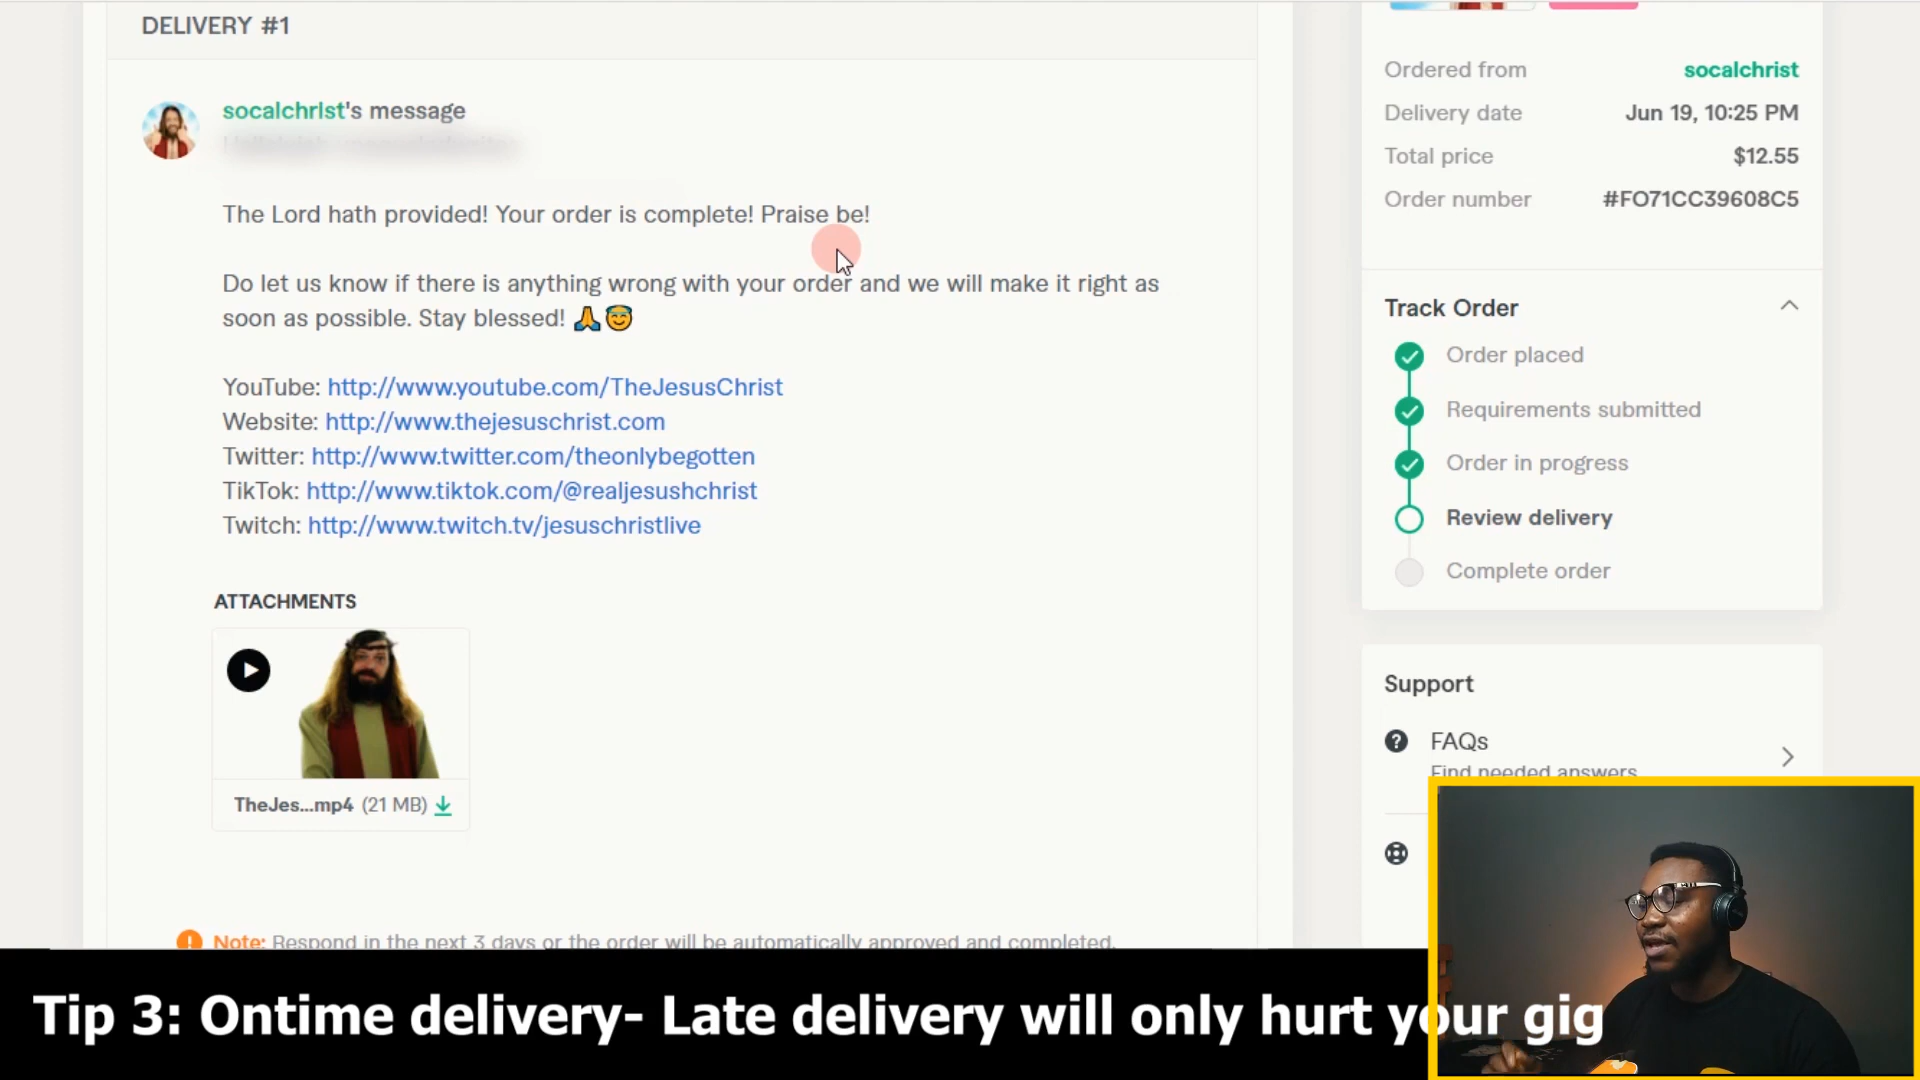 DELIVERY #1
socalchrist's message
The Lord hath provided! Your order is complete! Praise be!
Do let us know if there is anything wrong with your order and we will make it right as
soon as possible. Stay blessed! 🙏😇
YouTube: http://www.youtube.com/TheJesusChrist
Website: http://www.thejesuschrist.com
Twitter: http://www.twitter.com/theonlybegotten
TikTok: http://www.tiktok.com/@realjesushchrist
Twitch: http://www.twitch.tv/jesuschristlive
ATTACHMENTS
TheJes...mp4 (21 MB)
Note: Respond in the next 3 days or the order will be automatically approved and completed.
Ordered from socalchrist
Delivery date Jun 19, 10:25 PM
Total price $12.55
Order number #FO71CC39608C5
Track Order
Order placed
Requirements submitted
Order in progress
Review delivery
Complete order
Support
FAQs
Find needed answers
Tip 3: Ontime delivery- Late delivery will only hurt your gig